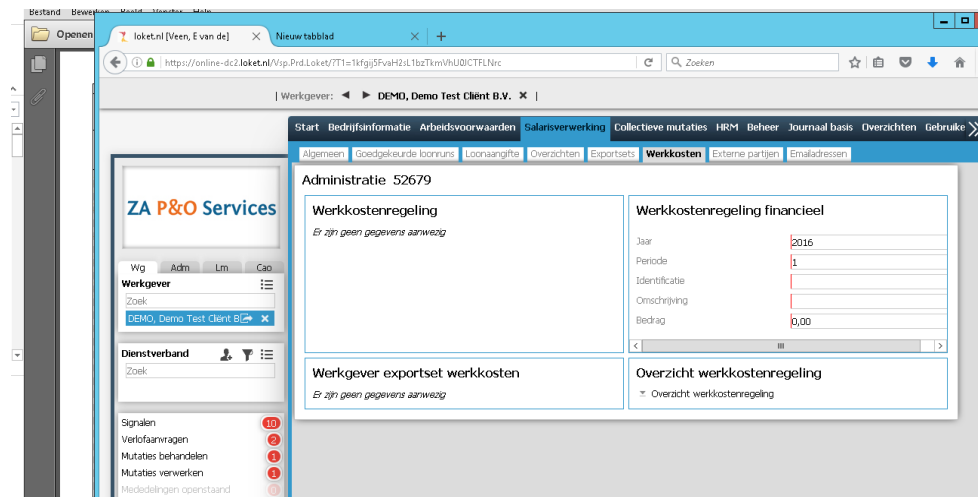 Bestand Bewerken Beeld Venster Help
Openen
loket.nl [Veen, E van de]
Nieuw tabblad
https://online-dc2.loket.nl/Vsp.Prd.Loket/?T1=1kfgij5FvaH2sL1bzTkmVhU0JCTFLNrc
Zoeken
| Werkgever: DEMO, Demo Test Cliënt B.V. |
Start Bedrijfsinformatie Arbeidsvoorwaarden Salarisverwerking Collectieve mutaties HRM Beheer Journaal basis Overzichten Gebruike
Algemeen Goedgekeurde loonruns Loonaangifte Overzichten Exportsets Werkkosten Externe partijen Emailadressen
Administratie 52679
ZA P&O Services
Wg Adm Lm Cao
Werkgever
Zoek
DEMO, Demo Test Cliënt B
Dienstverband
Zoek
Signalen 10
Verlofaanvragen 2
Mutaties behandelen 1
Mutaties verwerken 1
Mededelingen openstaand 0
Werkkostenregeling
Er zijn geen gegevens aanwezig
Werkkostenregeling financieel
Jaar 2016
Periode 1
Identificatie
Omschrijving
Bedrag 0,00
Werkgever exportset werkkosten
Er zijn geen gegevens aanwezig
Overzicht werkkostenregeling
Overzicht werkkostenregeling